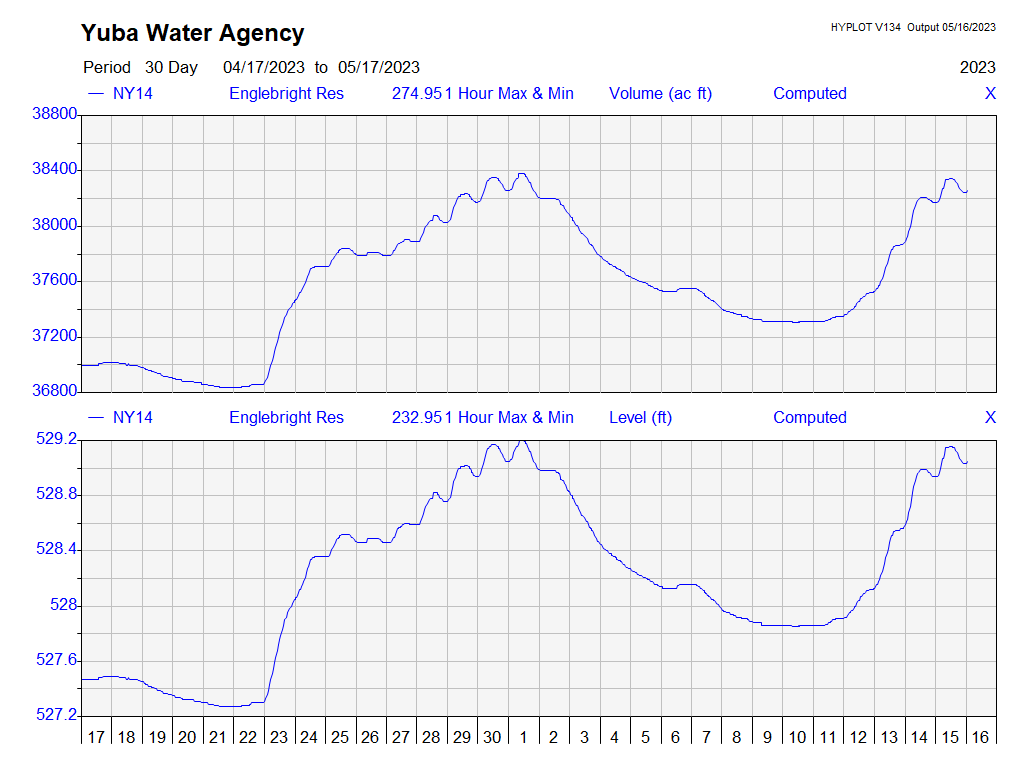 Yuba Water Agency
HYPLOT V134 Output 05/16/2023
Period 30 Day 04/17/2023 to 05/17/2023
2023
NY14 Englebright Res 274.951 Hour Max & Min Volume (ac ft) Computed X
38800
38400
38000
37600
37200
36800
NY14 Englebright Res 232.951 Hour Max & Min Level (ft) Computed X
529.2
528.8
528.4
528
527.6
527.2
17 18 19 20 21 22 23 24 25 26 27 28 29 30 1 2 3 4 5 6 7 8 9 10 11 12 13 14 15 16